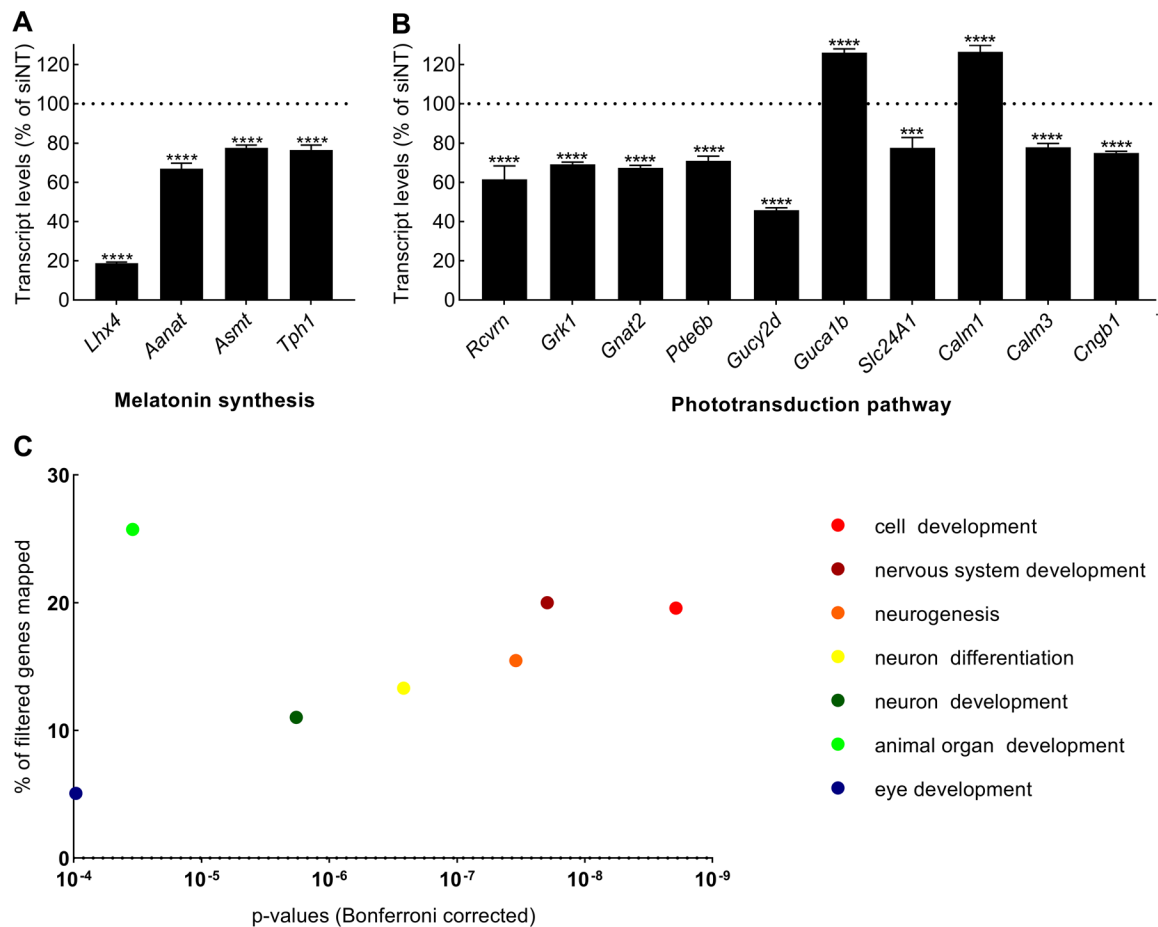 A
Transcript levels (% of siNT)
120
100
80
60
40
20
0
**** **** **** ****
Lhx4 Aanat Asmt Tph1
Melatonin synthesis
B
Transcript levels (% of siNT)
120
100
80
60
40
20
0
**** **** **** **** **** **** *** **** **** ****
Rcvrn Grk1 Gnat2 Pde6b Gucy2d Guca1b Slc24A1 Calm1 Calm3 Cngb1
Phototransduction pathway
C
% of filtered genes mapped
30
20
10
0
10-4 10-5 10-6 10-7 10-8 10-9
p-values (Bonferroni corrected)
cell development
nervous system development
neurogenesis
neuron differentiation
neuron development
animal organ development
eye development